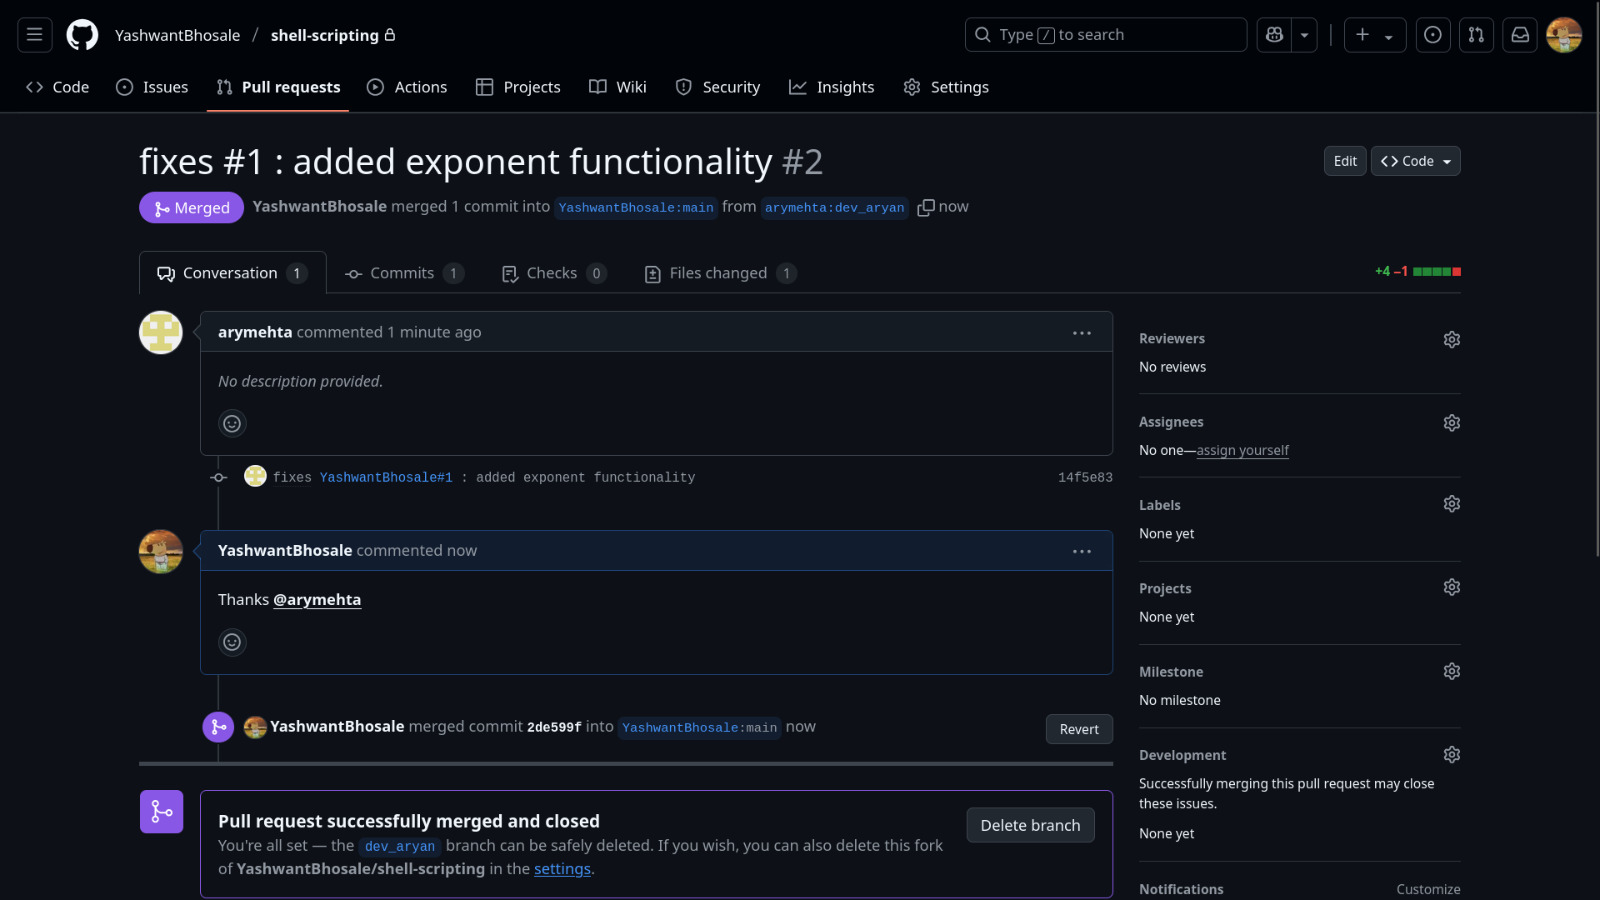 YashwantBhosale / shell-scripting
Type / to search
Code
Issues
Pull requests
Actions
Projects
Wiki
Security
Insights
Settings
fixes #1 : added exponent functionality #2
Edit
Code
Merged
YashwantBhosale merged 1 commit into YashwantBhosale:main from arymehta:dev_aryan now
Conversation 1
Commits 1
Checks 0
Files changed 1
+4 −1
arymehta commented 1 minute ago
No description provided.
fixes YashwantBhosale#1 : added exponent functionality 14f5e83
YashwantBhosale commented now
Thanks @arymehta
YashwantBhosale merged commit 2de599f into YashwantBhosale:main now
Revert
Pull request successfully merged and closed
You're all set — the dev_aryan branch can be safely deleted. If you wish, you can also delete this fork
of YashwantBhosale/shell-scripting in the settings.
Delete branch
Reviewers
No reviews
Assignees
No one—assign yourself
Labels
None yet
Projects
None yet
Milestone
No milestone
Development
Successfully merging this pull request may close
these issues.
None yet
Notifications
Customize